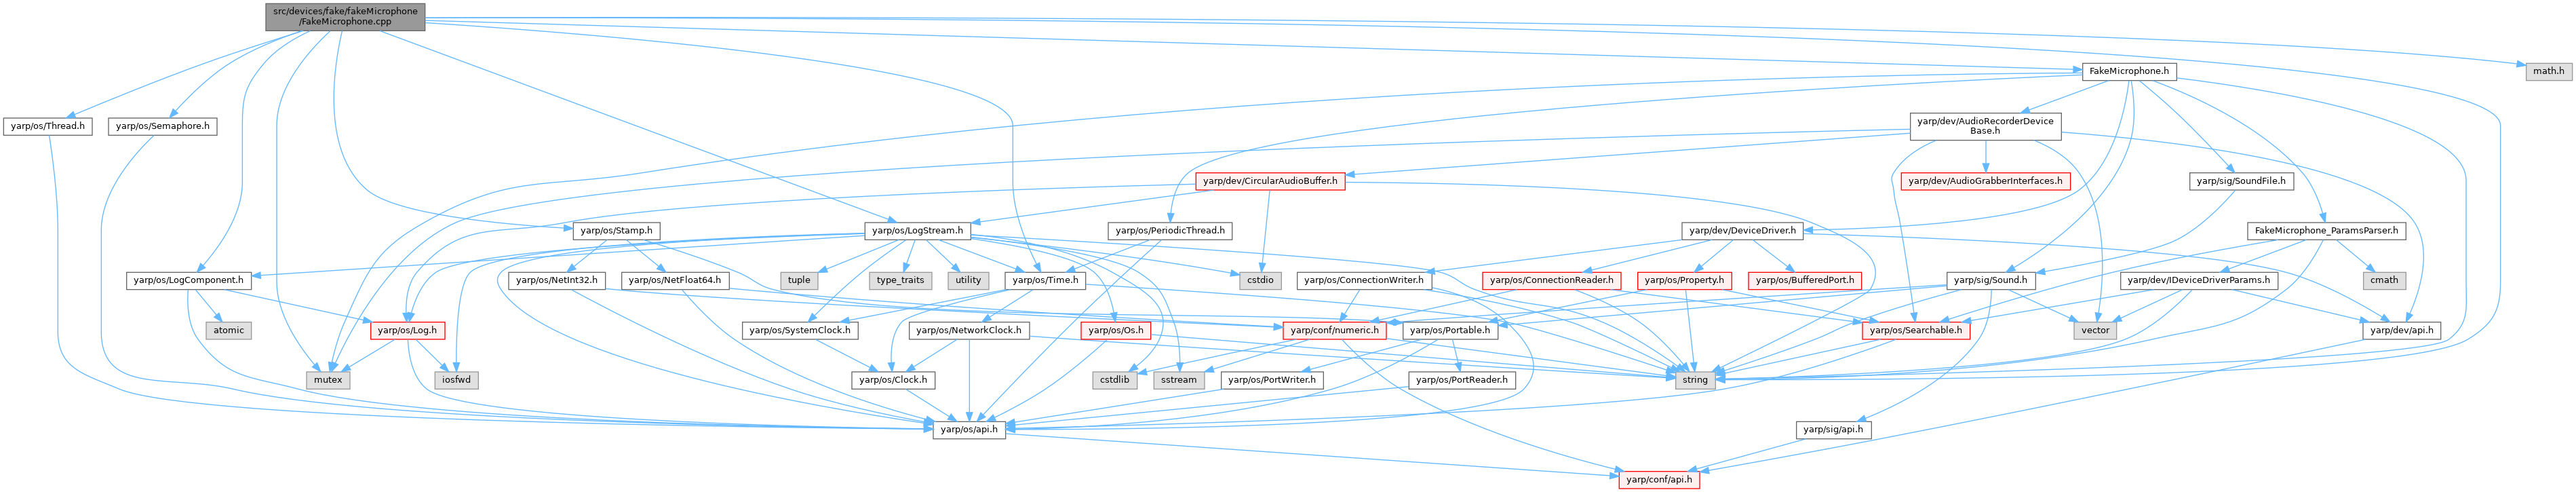 src/devices/fake/fakeMicrophone
/FakeMicrophone.cpp
FakeMicrophone.h
math.h
yarp/os/Thread.h
yarp/os/Semaphore.h
yarp/dev/AudioRecorderDevice
Base.h
yarp/dev/CircularAudioBuffer.h
yarp/dev/AudioGrabberInterfaces.h
yarp/sig/SoundFile.h
yarp/os/Stamp.h
yarp/os/LogStream.h
yarp/os/PeriodicThread.h
yarp/dev/DeviceDriver.h
FakeMicrophone_ParamsParser.h
yarp/os/LogComponent.h
yarp/os/NetInt32.h
yarp/os/NetFloat64.h
tuple
type_traits
utility
yarp/os/Time.h
cstdio
yarp/os/ConnectionWriter.h
yarp/os/ConnectionReader.h
yarp/os/Property.h
yarp/os/BufferedPort.h
yarp/sig/Sound.h
yarp/dev/IDeviceDriverParams.h
cmath
atomic
yarp/os/Log.h
yarp/os/SystemClock.h
yarp/os/NetworkClock.h
yarp/os/Os.h
yarp/conf/numeric.h
yarp/os/Portable.h
yarp/os/Searchable.h
vector
yarp/dev/api.h
mutex
iosfwd
yarp/os/Clock.h
cstdlib
sstream
yarp/os/PortWriter.h
yarp/os/PortReader.h
string
yarp/os/api.h
yarp/sig/api.h
yarp/conf/api.h